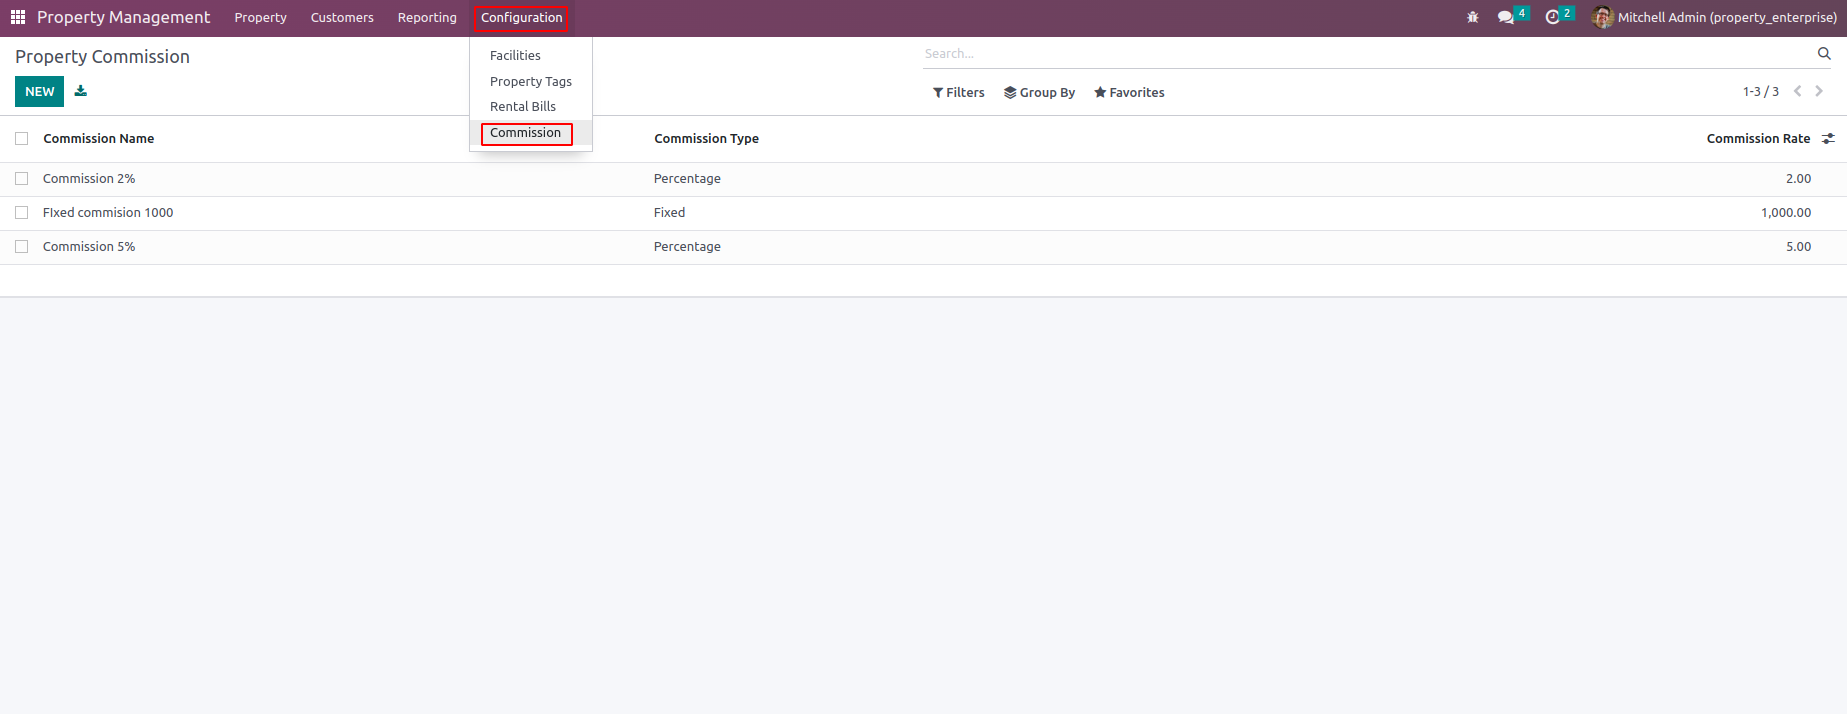 Property Management Property Customers Reporting Configuration 4 2 Mitchell Admin (property_enterprise)
Property Commission
Facilities
Property Tags
Rental Bills
Commission
Search...
NEW
Filters Group By Favorites 1-3 / 3
Commission Name Commission Type Commission Rate
Commission 2% Percentage 2.00
FIxed commision 1000 Fixed 1,000.00
Commission 5% Percentage 5.00